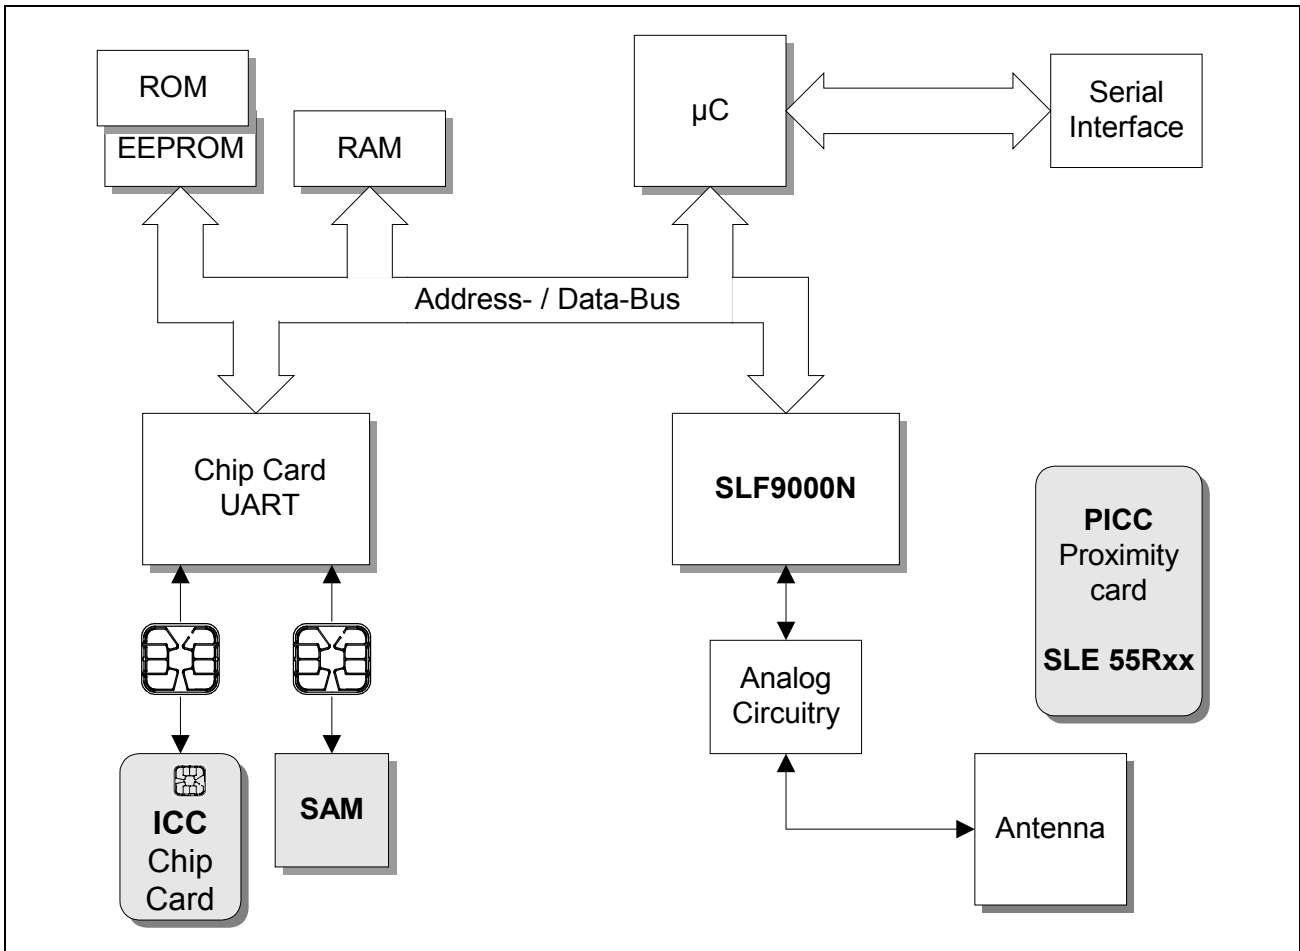 ROM
EEPROM
RAM
µC
Serial
Interface
Address- / Data-Bus
Chip Card
UART
SLF9000N
PICC
Proximity
card
SLE 55Rxx
Analog
Circuitry
ICC
Chip
Card
SAM
Antenna